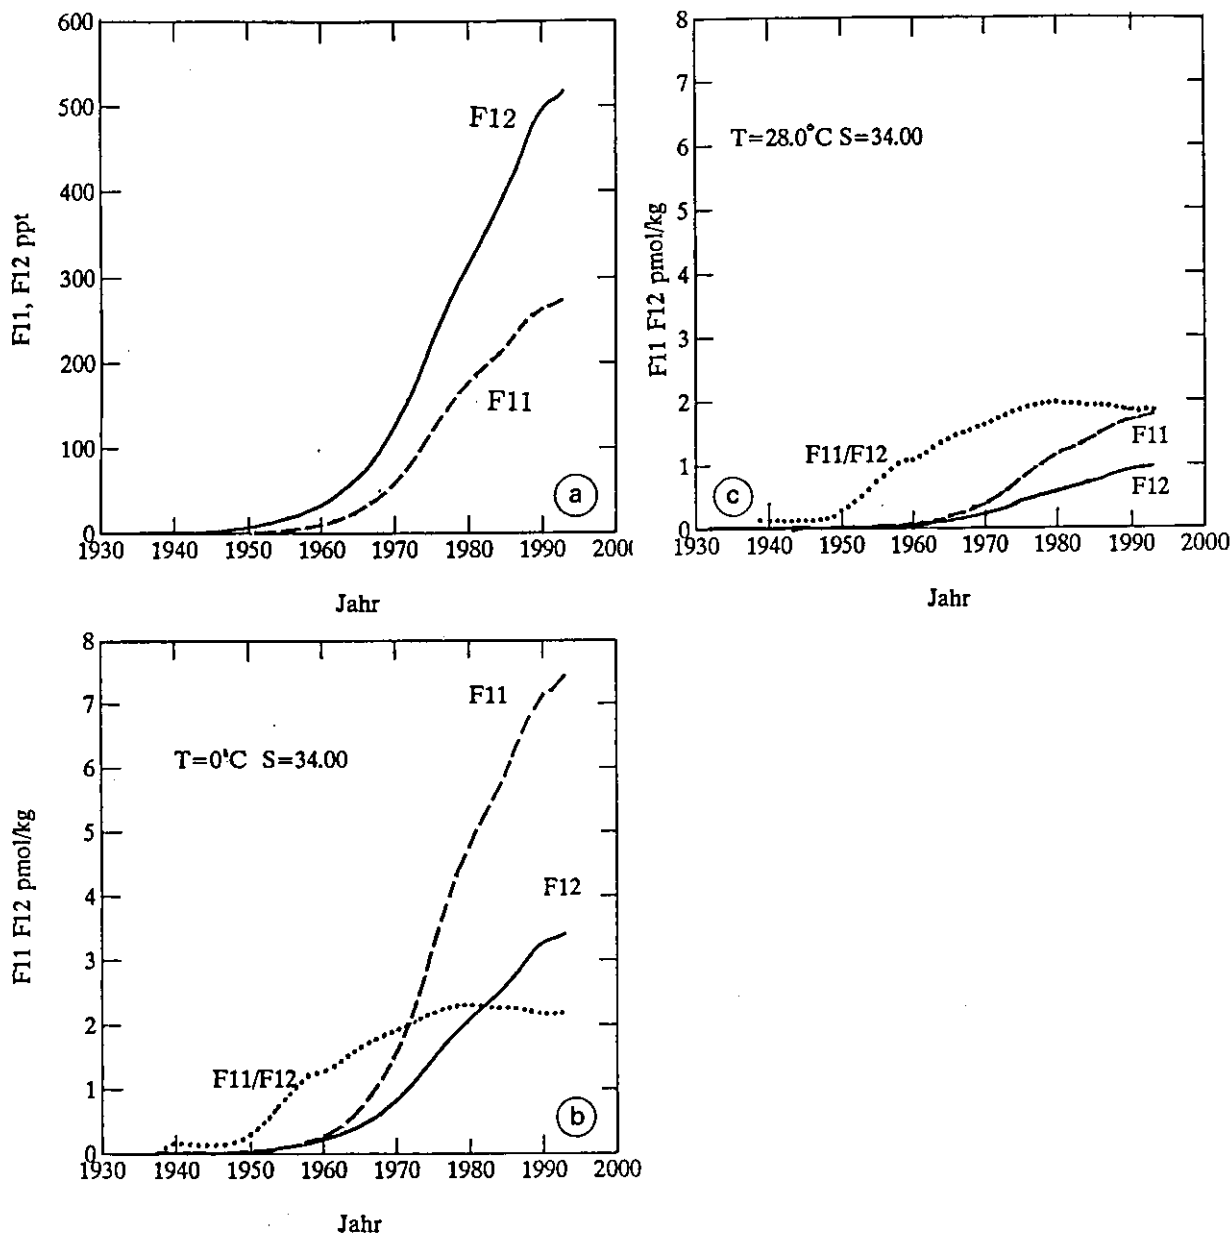 600
500
400
300
200
100
0
F11, F12 ppt
F12
F11
a
1930 1940 1950 1960 1970 1980 1990 200
Jahr
8
7
6
5
4
3
2
1
0
F11 F12 pmol/kg
T=28.0°C S=34.00
F11/F12
F11
F12
c
1930 1940 1950 1960 1970 1980 1990 2000
Jahr
8
7
6
5
4
3
2
1
0
F11 F12 pmol/kg
T=0°C S=34.00
F11
F12
F11/F12
b
1930 1940 1950 1960 1970 1980 1990 2000
Jahr